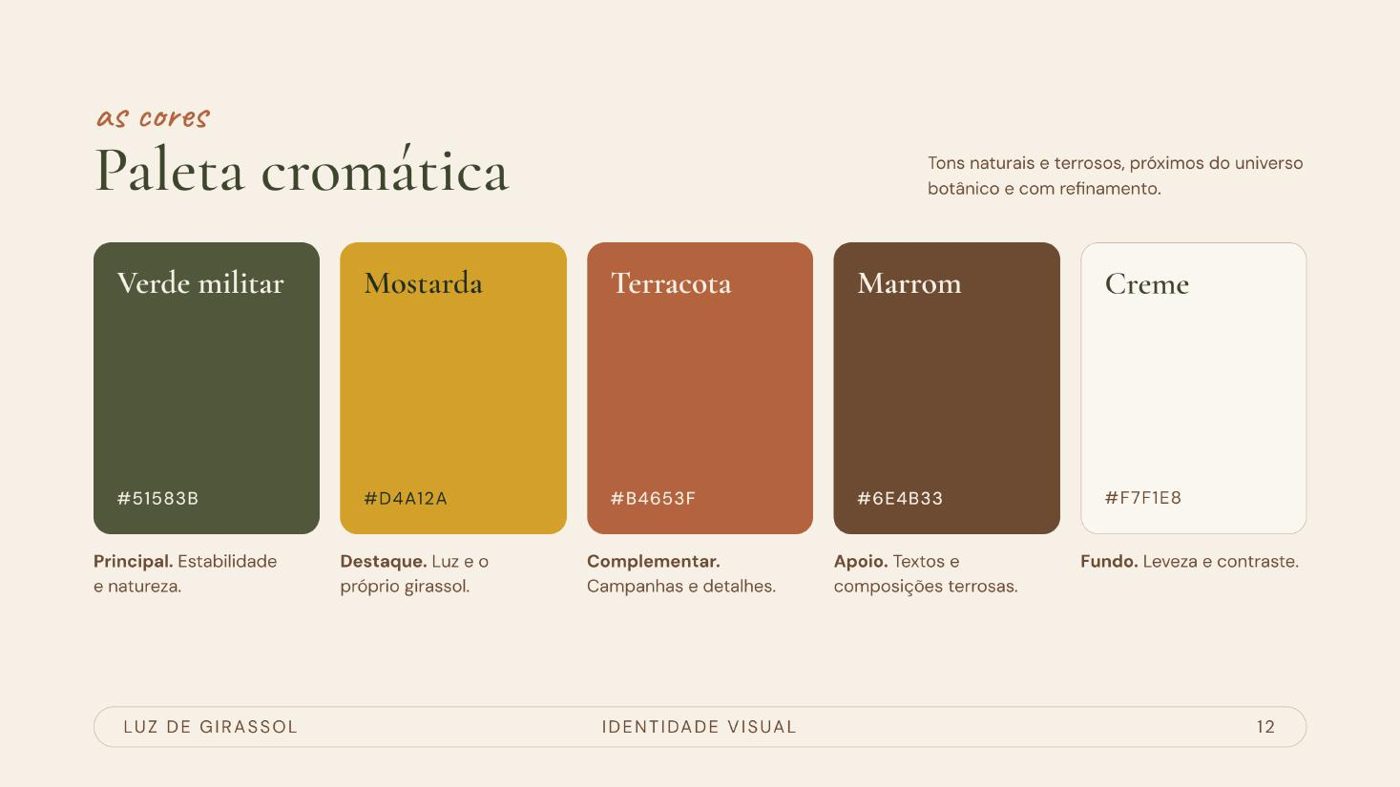 as cores
Paleta cromática
Tons naturais e terrosos, próximos do universo
botânico e com refinamento.
Verde militar
#51583B
Principal. Estabilidade
e natureza.
Mostarda
#D4A12A
Destaque. Luz e o
próprio girassol.
Terracota
#B4653F
Complementar.
Campanhas e detalhes.
Marrom
#6E4B33
Apoio. Textos e
composições terrosas.
Creme
#F7F1E8
Fundo. Leveza e contraste.
LUZ DE GIRASSOL
IDENTIDADE VISUAL
12